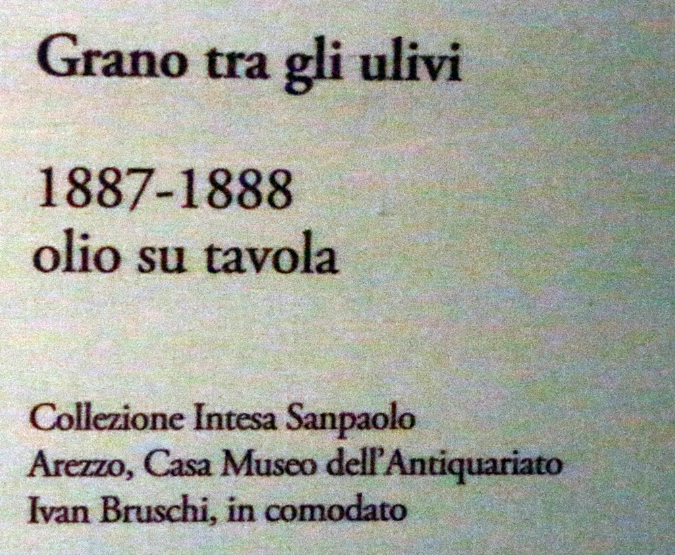 Grano tra gli ulivi
1887-1888
olio su tavola
Collezione Intesa Sanpaolo
Arezzo, Casa Museo dell'Antiquariato
Ivan Bruschi, in comodato